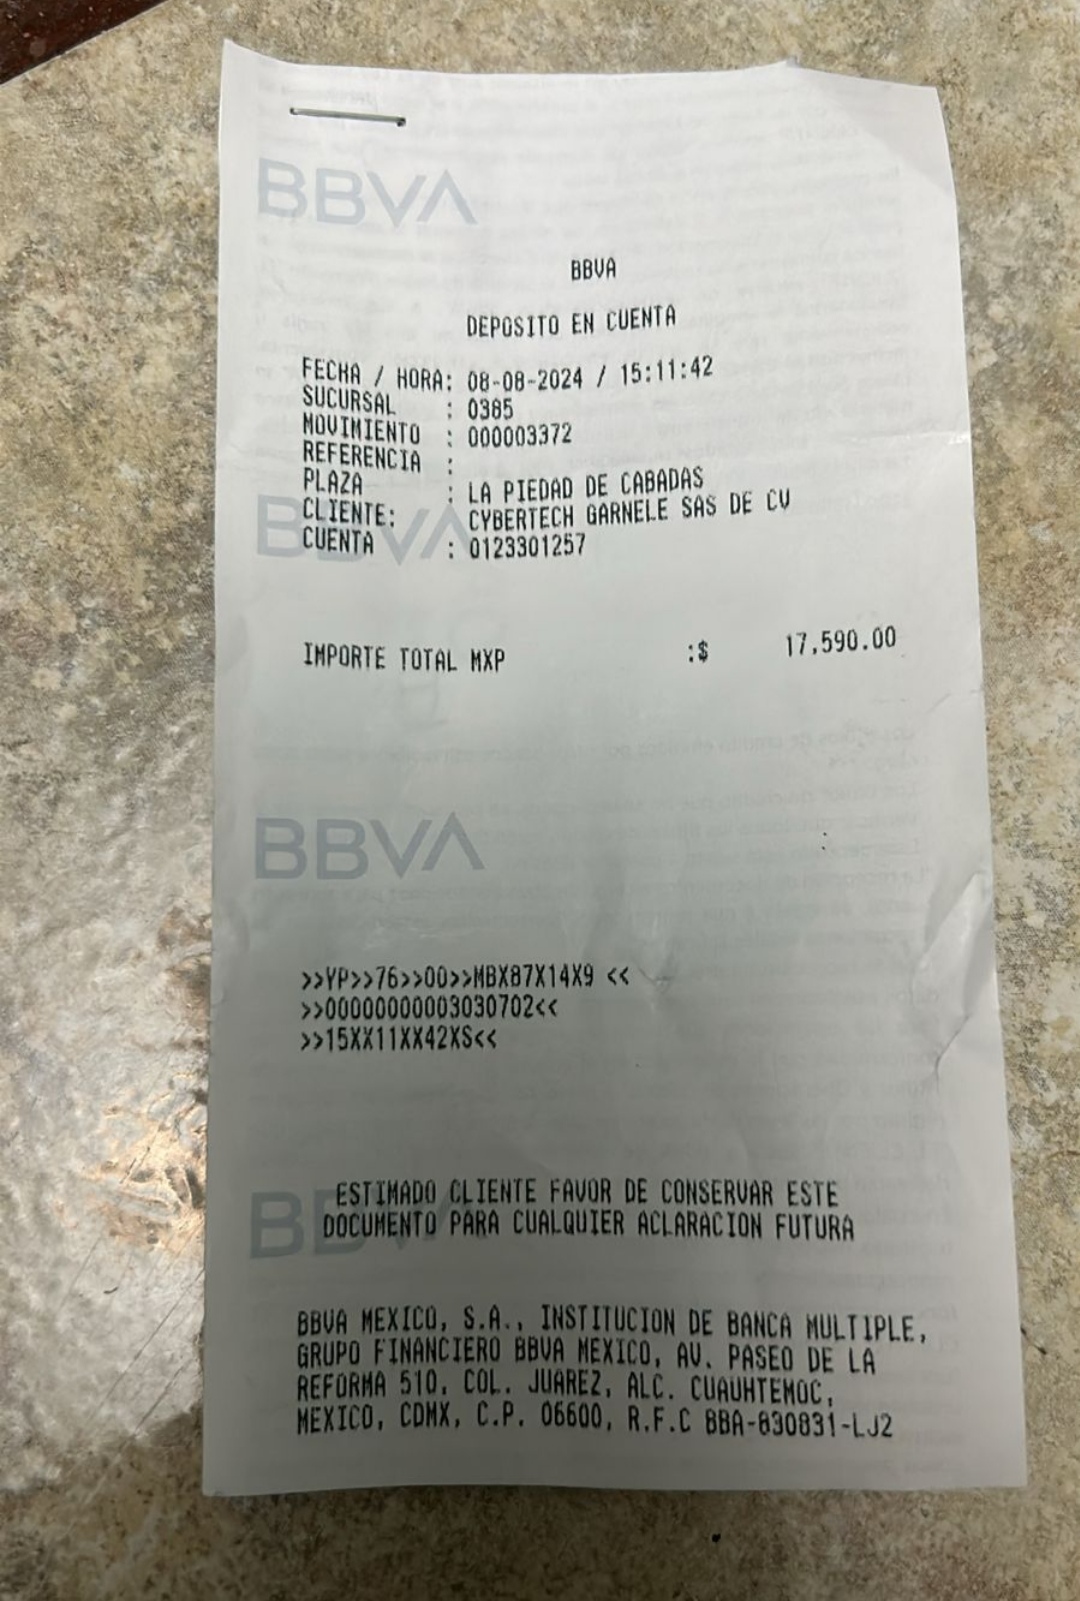 BBVA
BBVA
DEPOSITO EN CUENTA
FECHA / HORA: 08-08-2024 / 15:11:42
SUCURSAL : 0385
MOVIMIENTO : 000003372
REFERENCIA :
PLAZA : LA PIEDAD DE CABADAS
CLIENTE: CYBERTECH GARNELE SAS DE CV
BBVA
CUENTA : 0123301257
IMPORTE TOTAL MXP :$ 17,590.00
BBVA
>>YP>>76>>00>>MBX87X14X9 <<
>>00000000003030702<<
>>15XX11XX42XS<<
ESTIMADO CLIENTE FAVOR DE CONSERVAR ESTE
BBVA
DOCUMENTO PARA CUALQUIER ACLARACION FUTURA
BBVA MEXICO, S.A., INSTITUCION DE BANCA MULTIPLE,
GRUPO FINANCIERO BBVA MEXICO, AV. PASEO DE LA
REFORMA 510, COL. JUAREZ, ALC. CUAUHTEMOC,
MEXICO, CDMX, C.P. 06600, R.F.C BBA-830831-LJ2